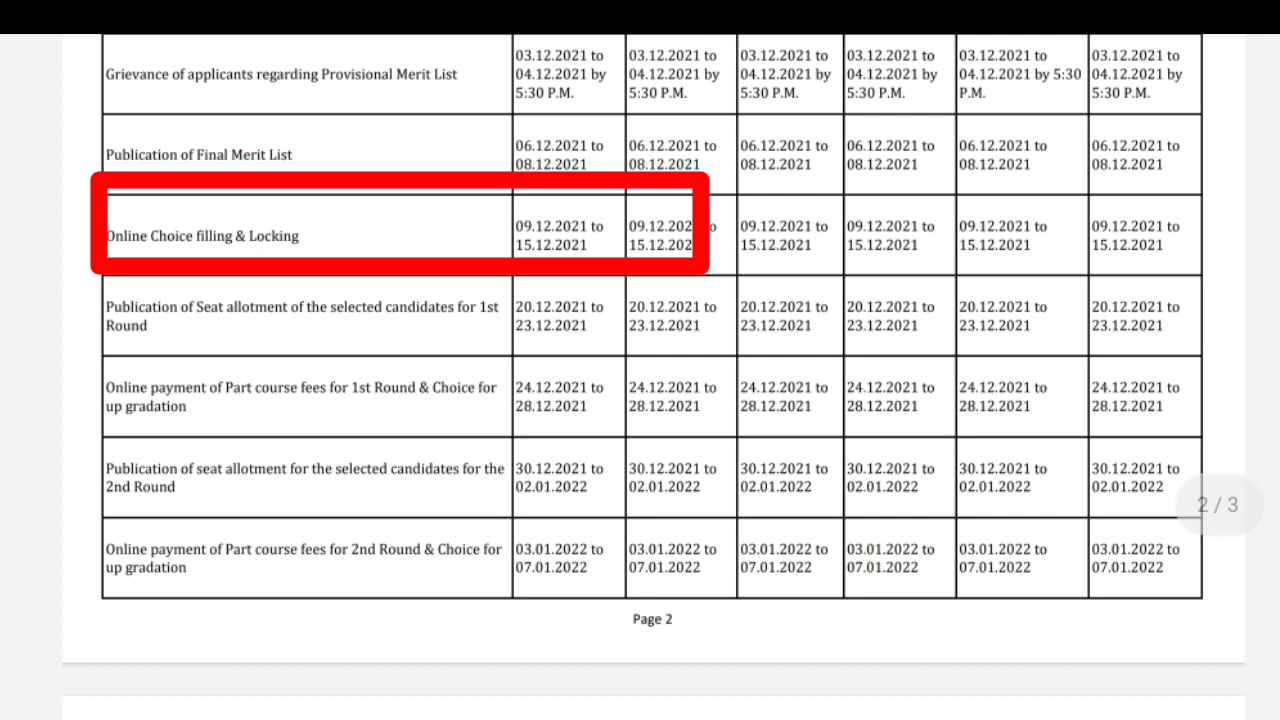 03.12.2021 to 03.12.2021 to 03.12.2021 to 03.12.2021 to 03.12.2021 to 03.12.2021 to
Grievance of applicants regarding Provisional Merit List 04.12.2021 by 04.12.2021 by 04.12.2021 by 04.12.2021 by 04.12.2021 by 5:30 04.12.2021 by
5:30 P.M. 5:30 P.M. 5:30 P.M. 5:30 P.M. P.M. 5:30 P.M.
Publication of Final Merit List 06.12.2021 to 06.12.2021 to 06.12.2021 to 06.12.2021 to 06.12.2021 to 06.12.2021 to
08.12.2021 08.12.2021 08.12.2021 08.12.2021 08.12.2021 08.12.2021
Online Choice filling & Locking 09.12.2021 to 09.12.202 o 09.12.2021 to 09.12.2021 to 09.12.2021 to 09.12.2021 to
15.12.2021 15.12.202 15.12.2021 15.12.2021 15.12.2021 15.12.2021
Publication of Seat allotment of the selected candidates for 1st 20.12.2021 to 20.12.2021 to 20.12.2021 to 20.12.2021 to 20.12.2021 to 20.12.2021 to
Round 23.12.2021 23.12.2021 23.12.2021 23.12.2021 23.12.2021 23.12.2021
Online payment of Part course fees for 1st Round & Choice for 24.12.2021 to 24.12.2021 to 24.12.2021 to 24.12.2021 to 24.12.2021 to 24.12.2021 to
up gradation 28.12.2021 28.12.2021 28.12.2021 28.12.2021 28.12.2021 28.12.2021
Publication of seat allotment for the selected candidates for the 30.12.2021 to 30.12.2021 to 30.12.2021 to 30.12.2021 to 30.12.2021 to 30.12.2021 to
2nd Round 02.01.2022 02.01.2022 02.01.2022 02.01.2022 02.01.2022 02.01.2022
2 / 3
Online payment of Part course fees for 2nd Round & Choice for 03.01.2022 to 03.01.2022 to 03.01.2022 to 03.01.2022 to 03.01.2022 to 03.01.2022 to
up gradation 07.01.2022 07.01.2022 07.01.2022 07.01.2022 07.01.2022 07.01.2022
Page 2